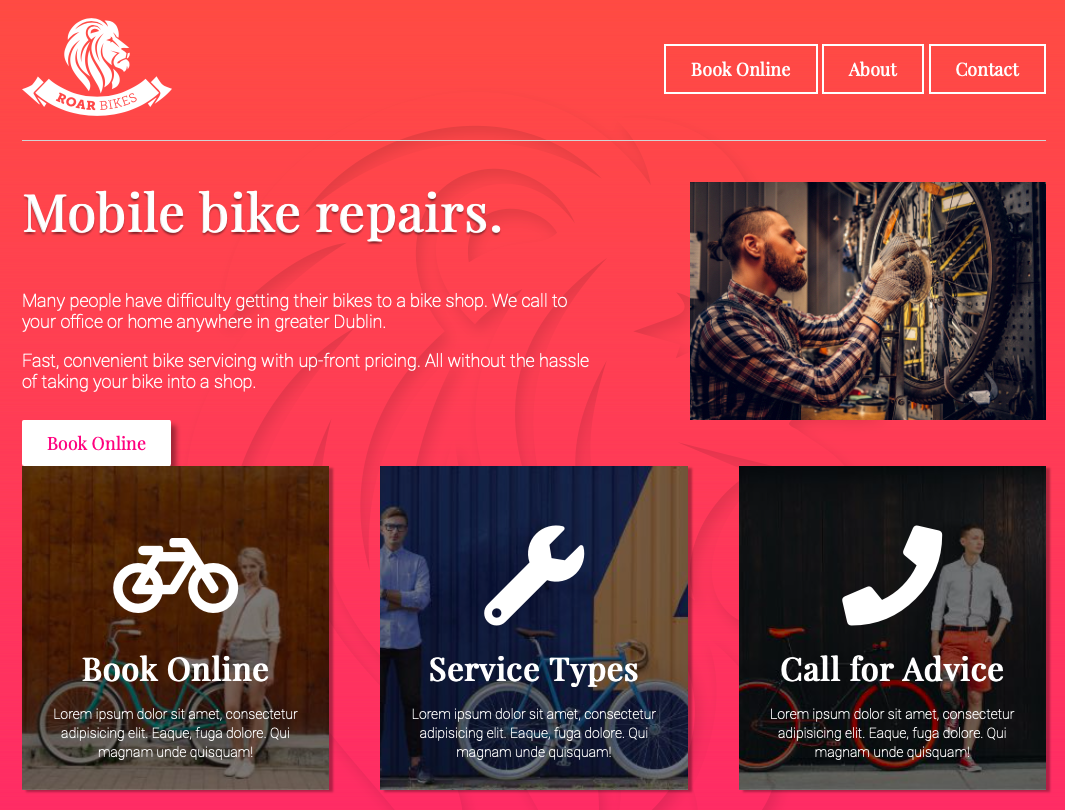 ROAR BIKES
Book Online
About
Contact
Mobile bike repairs.
Many people have difficulty getting their bikes to a bike shop. We call to
your office or home anywhere in greater Dublin.
Fast, convenient bike servicing with up-front pricing. All without the hassle
of taking your bike into a shop.
Book Online
Book Online
Lorem ipsum dolor sit amet, consectetur
adipisicing elit. Eaque, fuga dolore. Qui
magnam unde quisquam!
Service Types
Lorem ipsum dolor sit amet, consectetur
adipisicing elit. Eaque, fuga dolore. Qui
magnam unde quisquam!
Call for Advice
Lorem ipsum dolor sit amet, consectetur
adipisicing elit. Eaque, fuga dolore. Qui
magnam unde quisquam!